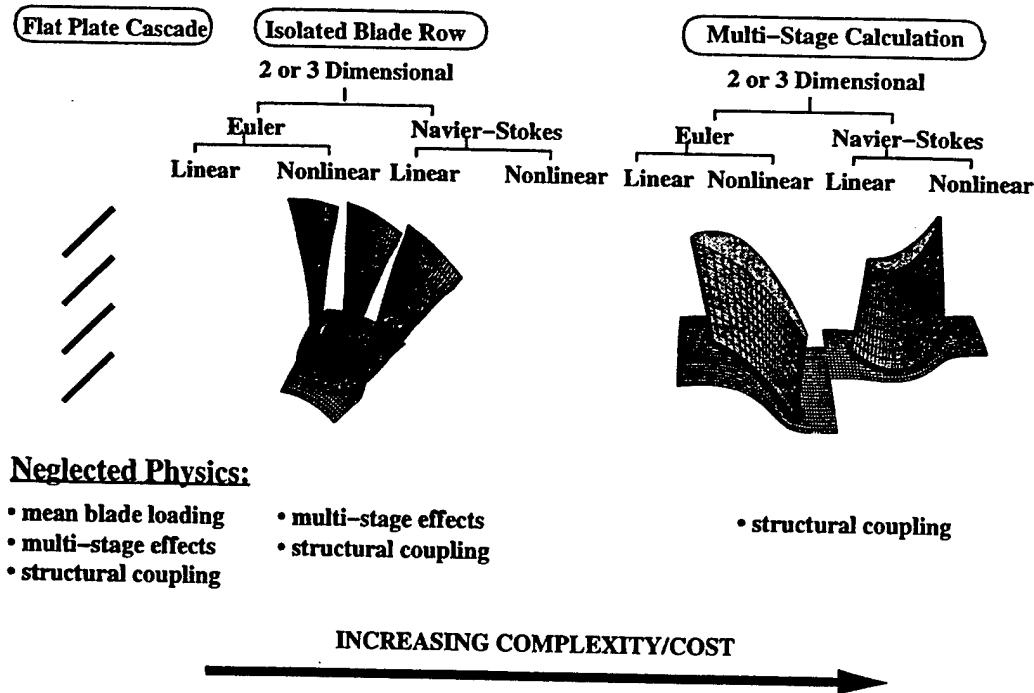 Flat Plate Cascade
Isolated Blade Row
2 or 3 Dimensional
Euler
Navier–Stokes
Linear Nonlinear Linear Nonlinear
Multi–Stage Calculation
2 or 3 Dimensional
Euler
Navier–Stokes
Linear Nonlinear Linear Nonlinear
Neglected Physics:
• mean blade loading
• multi–stage effects
• structural coupling
• multi–stage effects
• structural coupling
• structural coupling
INCREASING COMPLEXITY/COST